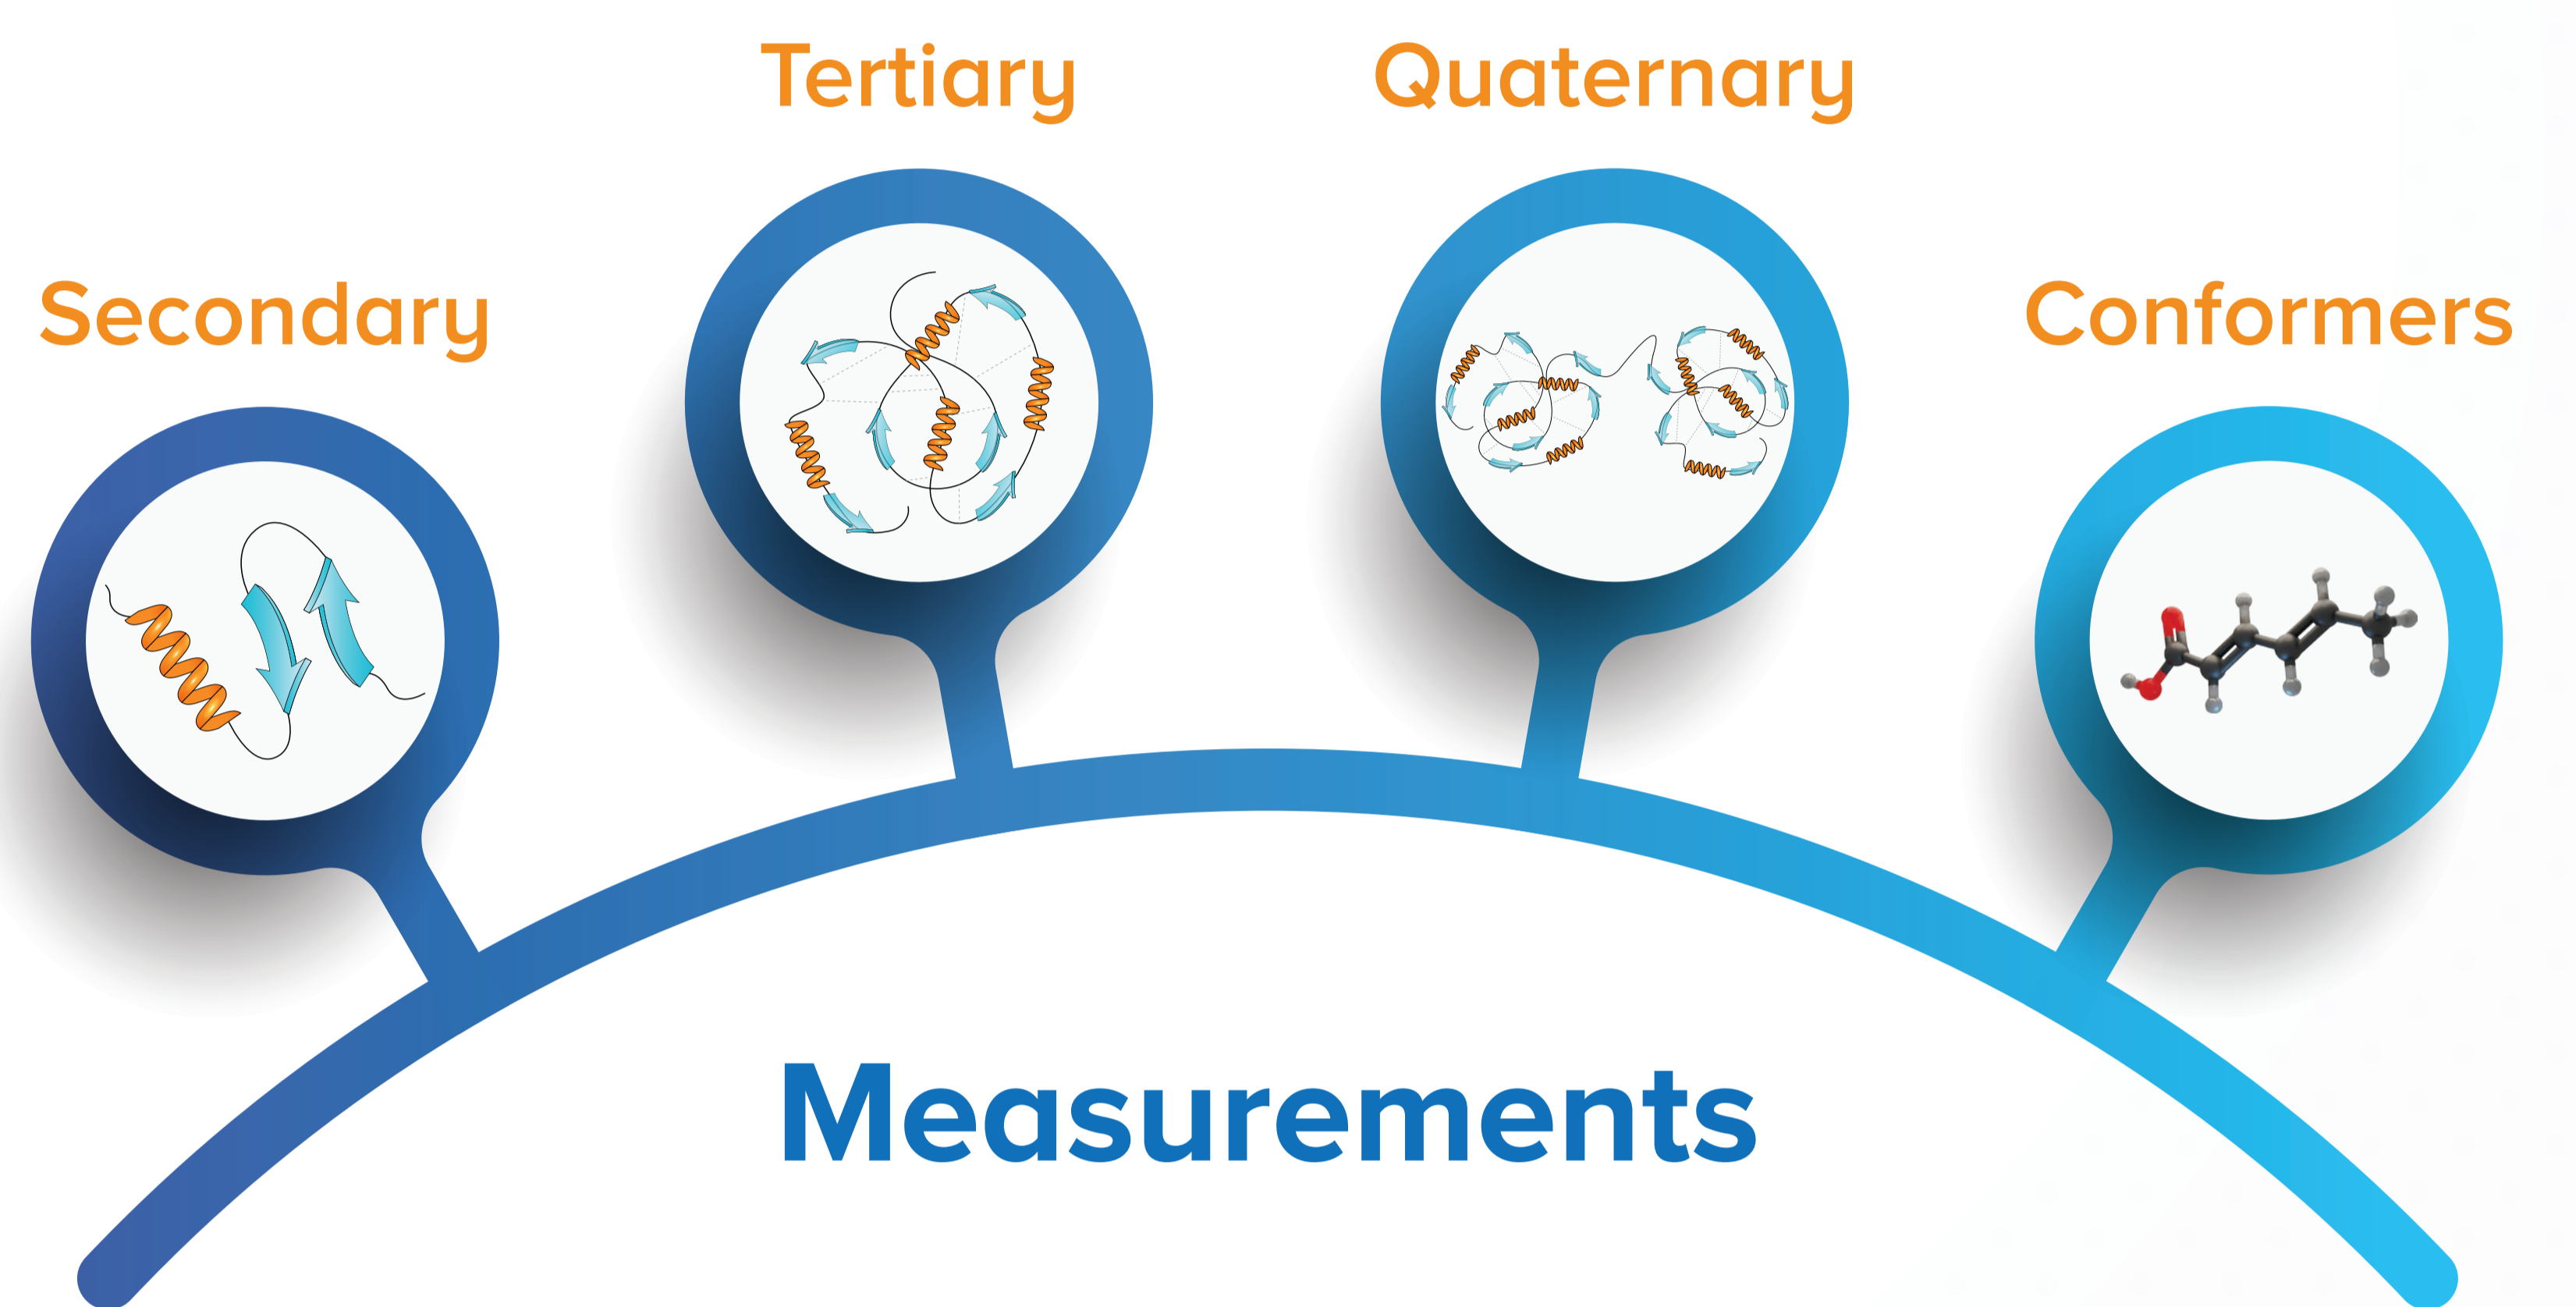 Tertiary
Quaternary
Secondary
Conformers
Measurements